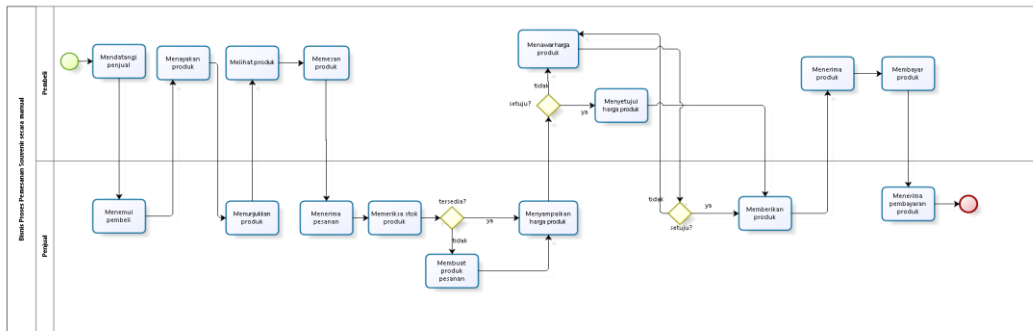 Bisnis Proses Pemesanan Souvenir secara manual
Pembeli
Mendatangi
penjual
Menayakan
produk
Melihat produk
Memesan
produk
Menawar harga
produk
tidak
setuju?
ya
Menyetujui
harga produk
Menerima
produk
Membayar
produk
Penjual
Menemui
pembeli
Menunjukkan
produk
Menerima
pesanan
Memeriksa stok
produk
tersedia?
ya
tidak
Membuat
produk
pesanan
Menyampaikan
harga produk
tidak
setuju?
ya
Memberikan
produk
Menerima
pembayaran
produk